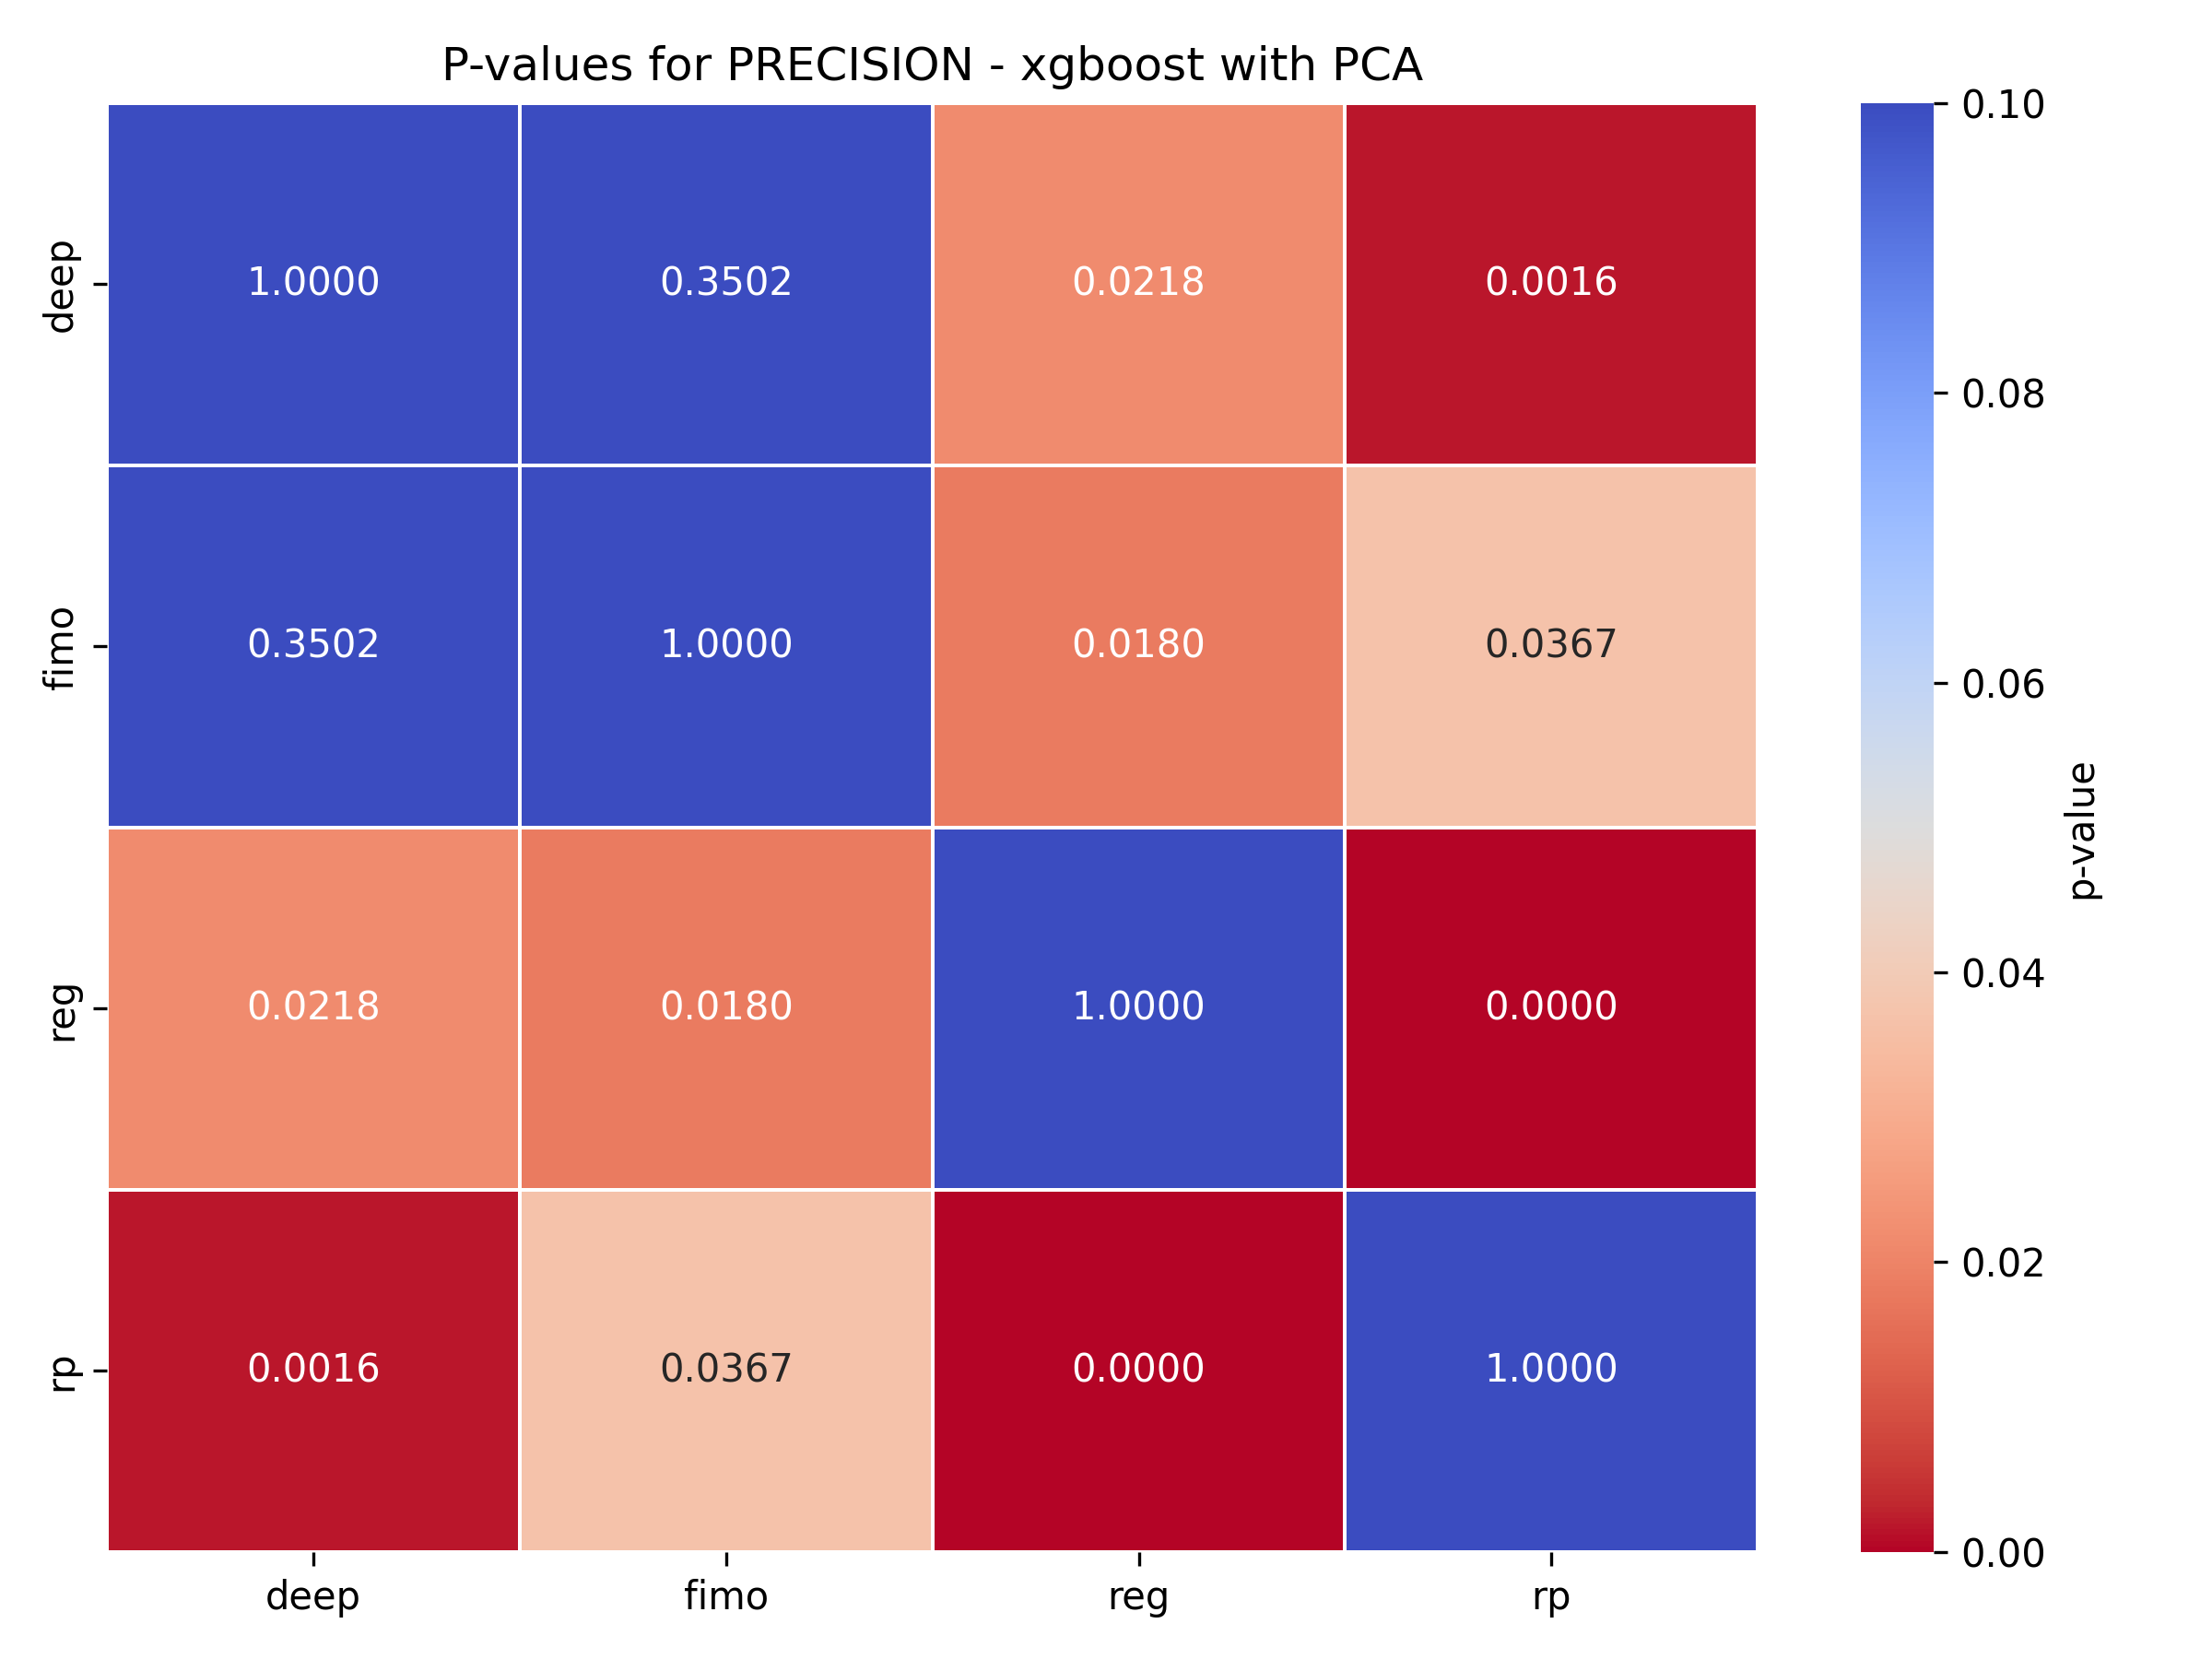 P-values for PRECISION - xgboost with PCA
deep
1.0000 0.3502 0.0218 0.0016
fimo
0.3502 1.0000 0.0180 0.0367
reg
0.0218 0.0180 1.0000 0.0000
rp
0.0016 0.0367 0.0000 1.0000
deep fimo reg rp
0.10
0.08
0.06
0.04
0.02
0.00
p-value